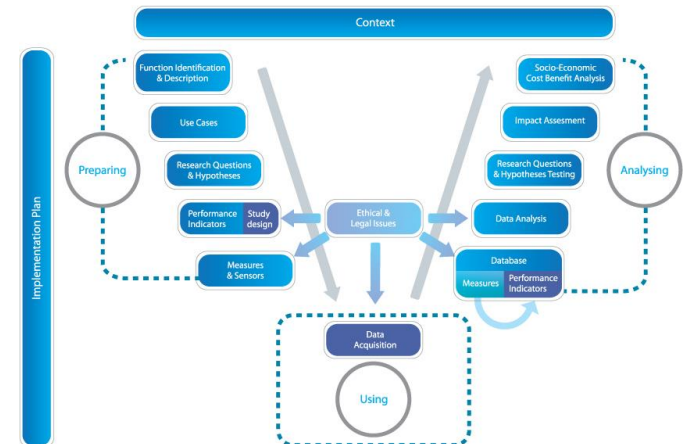 Context
Implementation Plan
Function Identification
& Description
Use Cases
Preparing
Research Questions
& Hypotheses
Performance
Indicators
Study
design
Measures
& Sensors
Ethical &
Legal Issues
Data
Acquisition
Using
Socio-Economic
Cost Benefit Analysis
Impact Assesment
Research Questions
& Hypotheses Testing
Analysing
Data Analysis
Database
Measures
Performance
Indicators